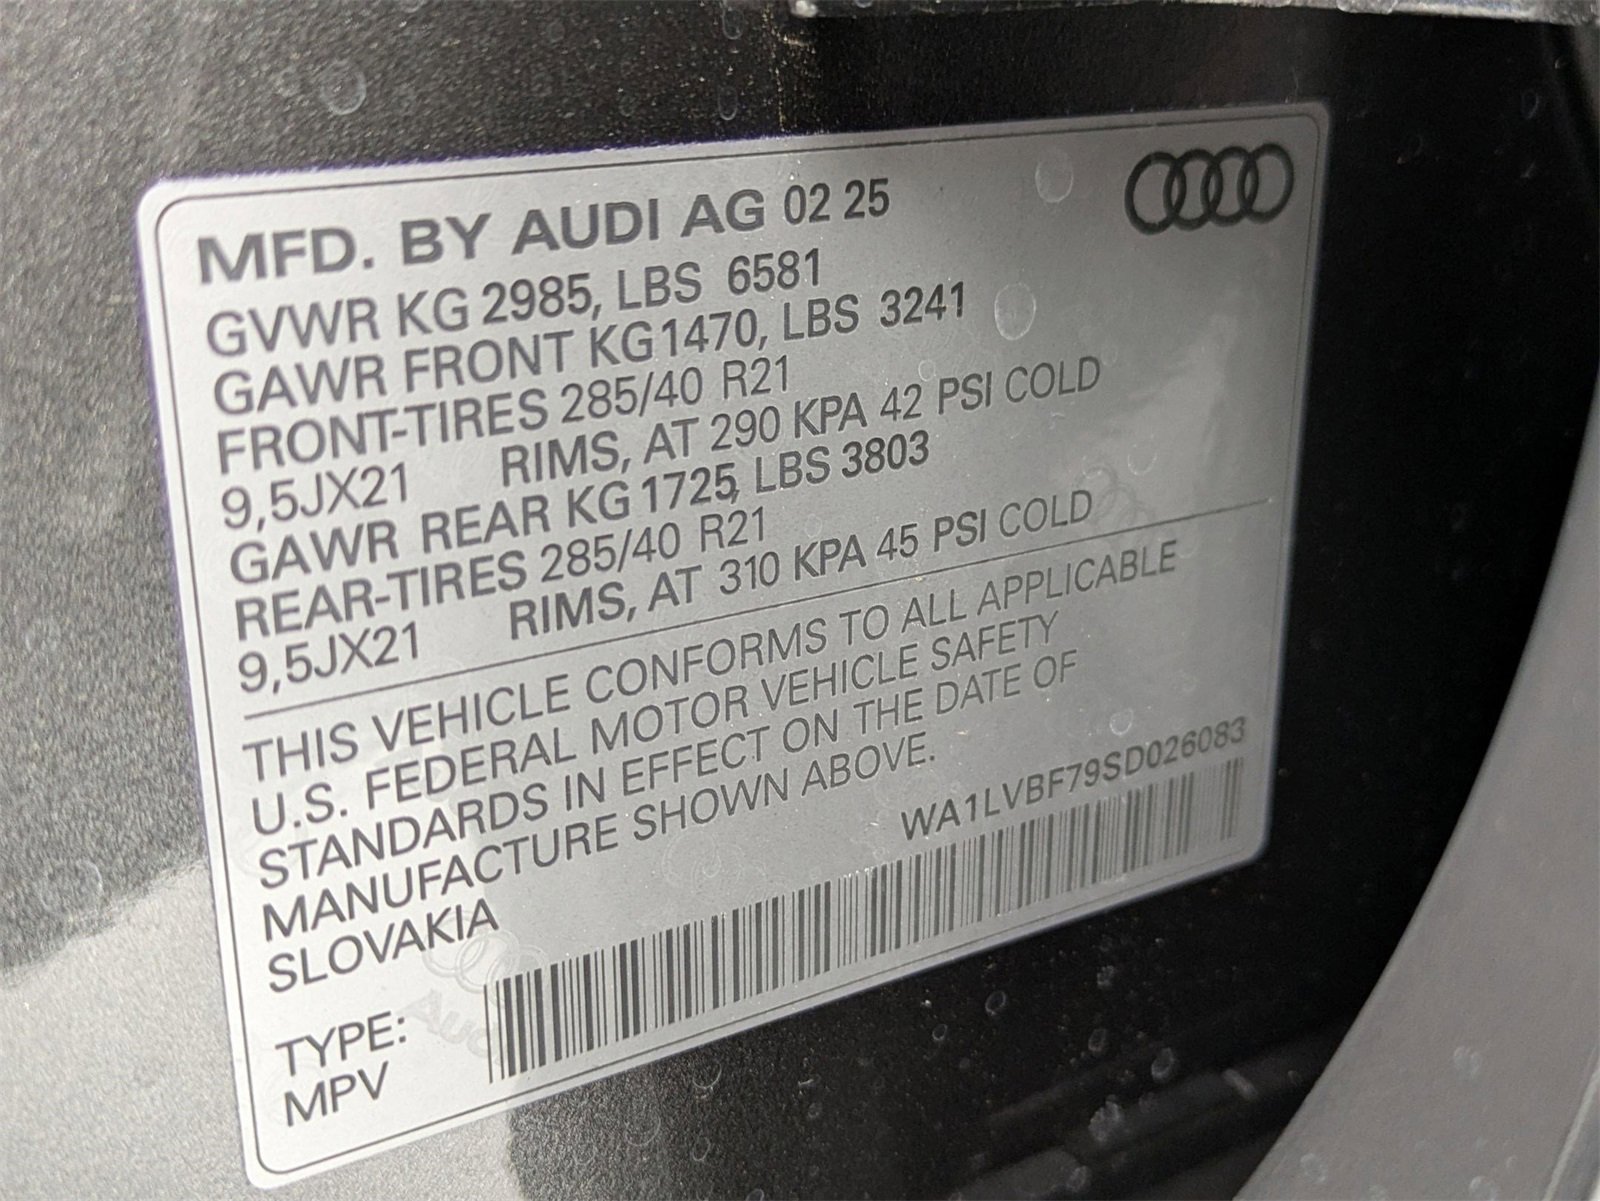 MFD. BY AUDI AG 02 25
GVWR KG 2985, LBS 6581
GAWR FRONT KG 1470, LBS 3241
FRONT-TIRES 285/40 R21
9,5JX21 RIMS, AT 290 KPA 42 PSI COLD
GAWR REAR KG 1725, LBS 3803
REAR-TIRES 285/40 R21
9,5JX21 RIMS, AT 310 KPA 45 PSI COLD
THIS VEHICLE CONFORMS TO ALL APPLICABLE
U.S. FEDERAL MOTOR VEHICLE SAFETY
STANDARDS IN EFFECT ON THE DATE OF
MANUFACTURE SHOWN ABOVE.
SLOVAKIA
WA1LVBF79SD026083
TYPE:
MPV
Audi